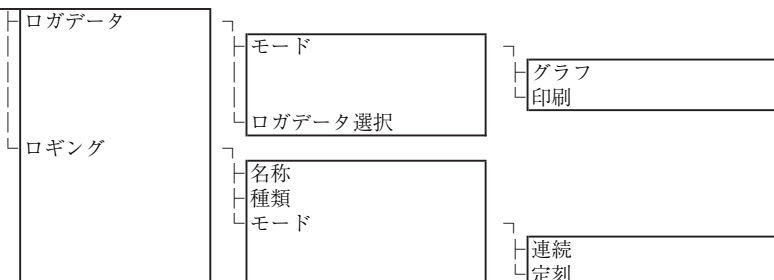 ロガデータ
モード
グラフ
印刷
ロガデータ選択
ロギング
名称
種類
モード
連続
定刻